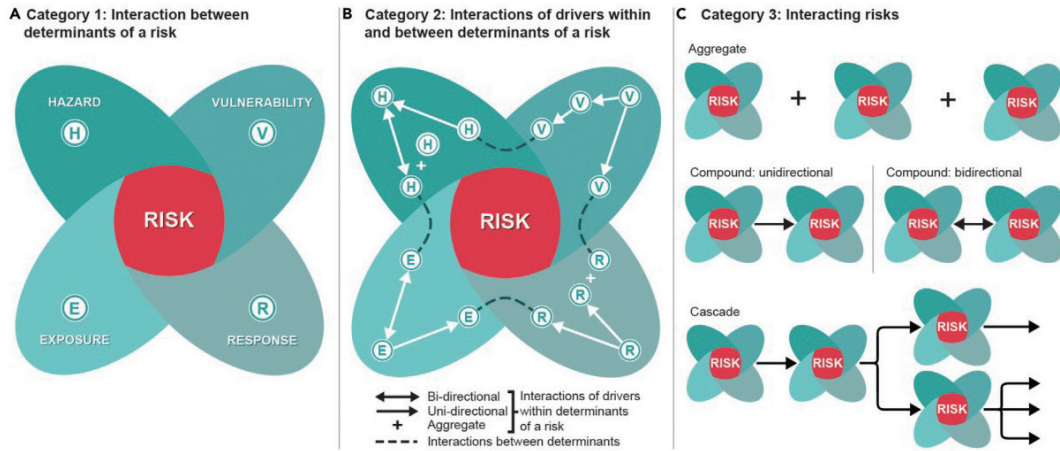 A Category 1: Interaction between
determinants of a risk
HAZARD
H
VULNERABILITY
V
RISK
E
EXPOSURE
R
RESPONSE
B Category 2: Interactions of drivers within
and between determinants of a risk
H
H
H
+
H
V
V
V
V
RISK
E
E
E
R
+
R
R
R
Bi-directional
Uni-directional
+ Aggregate
Interactions of drivers
within determinants
of a risk
Interactions between determinants
C Category 3: Interacting risks
Aggregate
RISK + RISK + RISK
Compound: unidirectional
RISK RISK
Compound: bidirectional
RISK RISK
Cascade
RISK RISK RISK
RISK